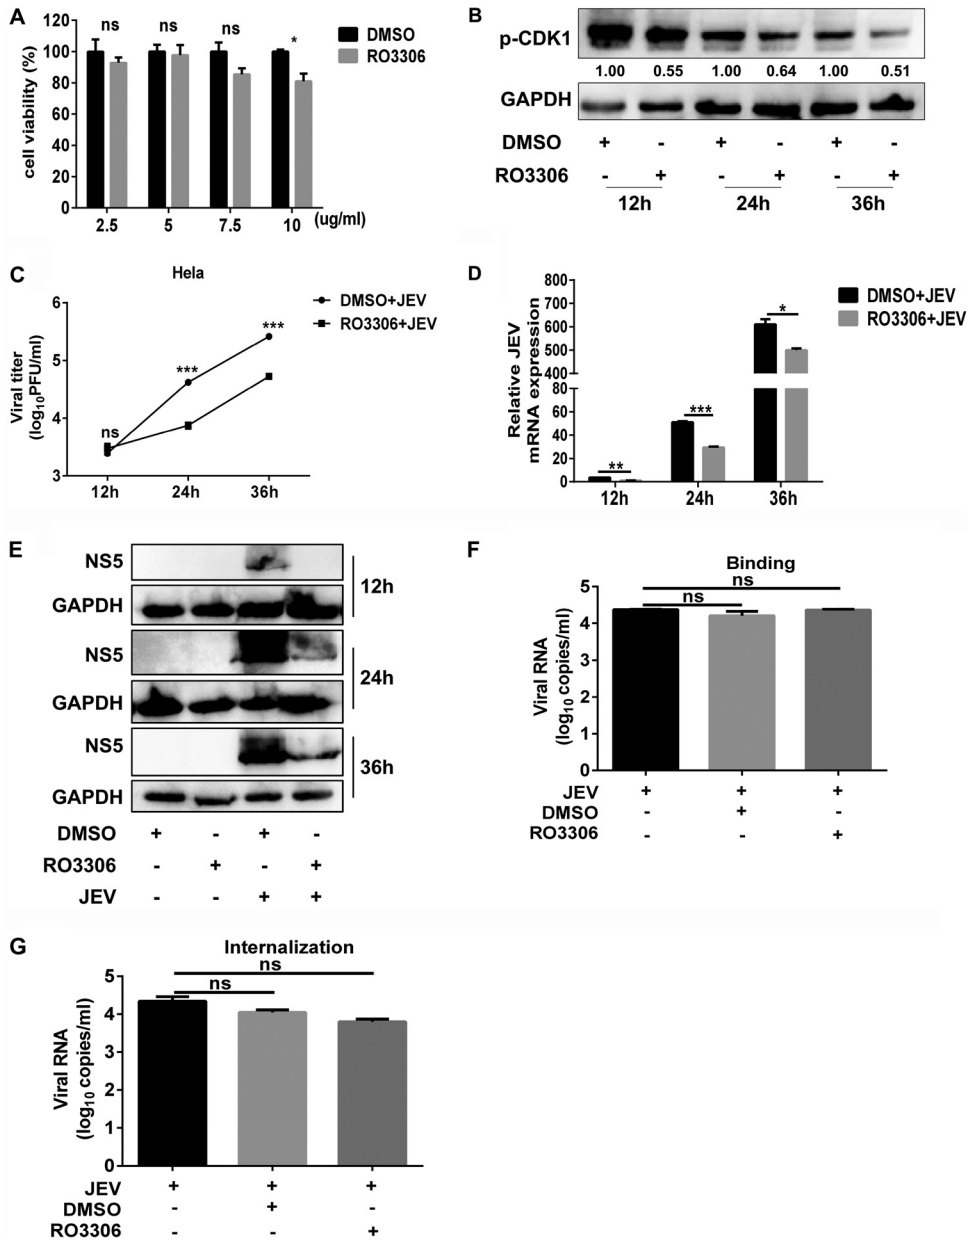 A
cell viability (%)
120
100
80
60
40
20
0
ns ns ns *
2.5 5 7.5 10 (ug/ml)
DMSO
RO3306
B
p-CDK1
1.00 0.55 1.00 0.64 1.00 0.51
GAPDH
DMSO + - + - + -
RO3306 - + - + - +
12h 24h 36h
C
Hela
Viral titer
(log10PFU/ml)
6
5
4
3
ns *** ***
12h 24h 36h
DMSO+JEV
RO3306+JEV
D
Relative JEV
mRNA expression
800
700
600
500
400
80
60
40
20
0
** *** *
12h 24h 36h
DMSO+JEV
RO3306+JEV
E
NS5
GAPDH
12h
NS5
GAPDH
24h
NS5
GAPDH
36h
DMSO + - + -
RO3306 - + - +
JEV - - + +
F
Binding
ns
ns
Viral RNA
(log10 copies/ml)
5
4
3
2
1
0
JEV + + +
DMSO - + -
RO3306 - - +
G
Internalization
ns
ns
Viral RNA
(log10 copies/ml)
5
4
3
2
1
0
JEV + + +
DMSO - + -
RO3306 - - +